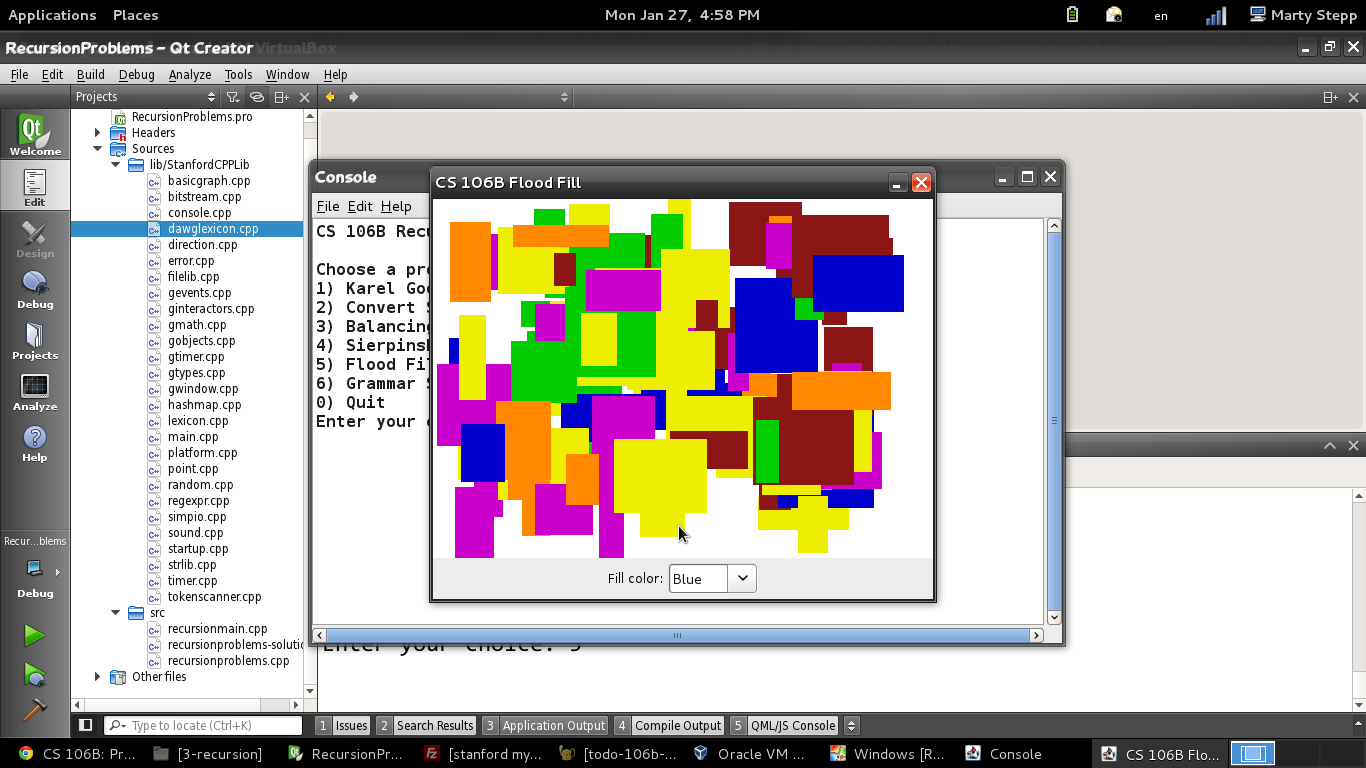 Applications Places Mon Jan 27, 4:58 PM en Marty Stepp
RecursionProblems - Qt Creator
File Edit Build Debug Analyze Tools Window Help
Projects
Welcome
Edit
Design
Debug
Projects
Analyze
Help
Recur...blems
Debug
RecursionProblems.pro
Headers
Sources
lib/StanfordCPPLib
basicgraph.cpp
bitstream.cpp
console.cpp
dawglexicon.cpp
direction.cpp
error.cpp
filelib.cpp
gevents.cpp
ginteractors.cpp
gmath.cpp
gobjects.cpp
gtimer.cpp
gtypes.cpp
gwindow.cpp
hashmap.cpp
lexicon.cpp
main.cpp
platform.cpp
point.cpp
random.cpp
regexpr.cpp
simpio.cpp
sound.cpp
startup.cpp
strlib.cpp
timer.cpp
tokenscanner.cpp
src
recursionmain.cpp
recursionproblems-solutio
recursionproblems.cpp
Other files
Console
File Edit Help
CS 106B Recu
Choose a pro
1) Karel Goe
2) Convert S
3) Balancing
4) Sierpinsk
5) Flood Fil
6) Grammar S
0) Quit
Enter your c
CS 106B Flood Fill
Fill color: Blue
Enter your choice: 5
Type to locate (Ctrl+K)
1 Issues 2 Search Results 3 Application Output 4 Compile Output 5 QML/JS Console
CS 106B: Pr... [3-recursion] RecursionPr... [stanford my... [todo-106b-... Oracle VM ... Windows [R... Console CS 106B Flo...